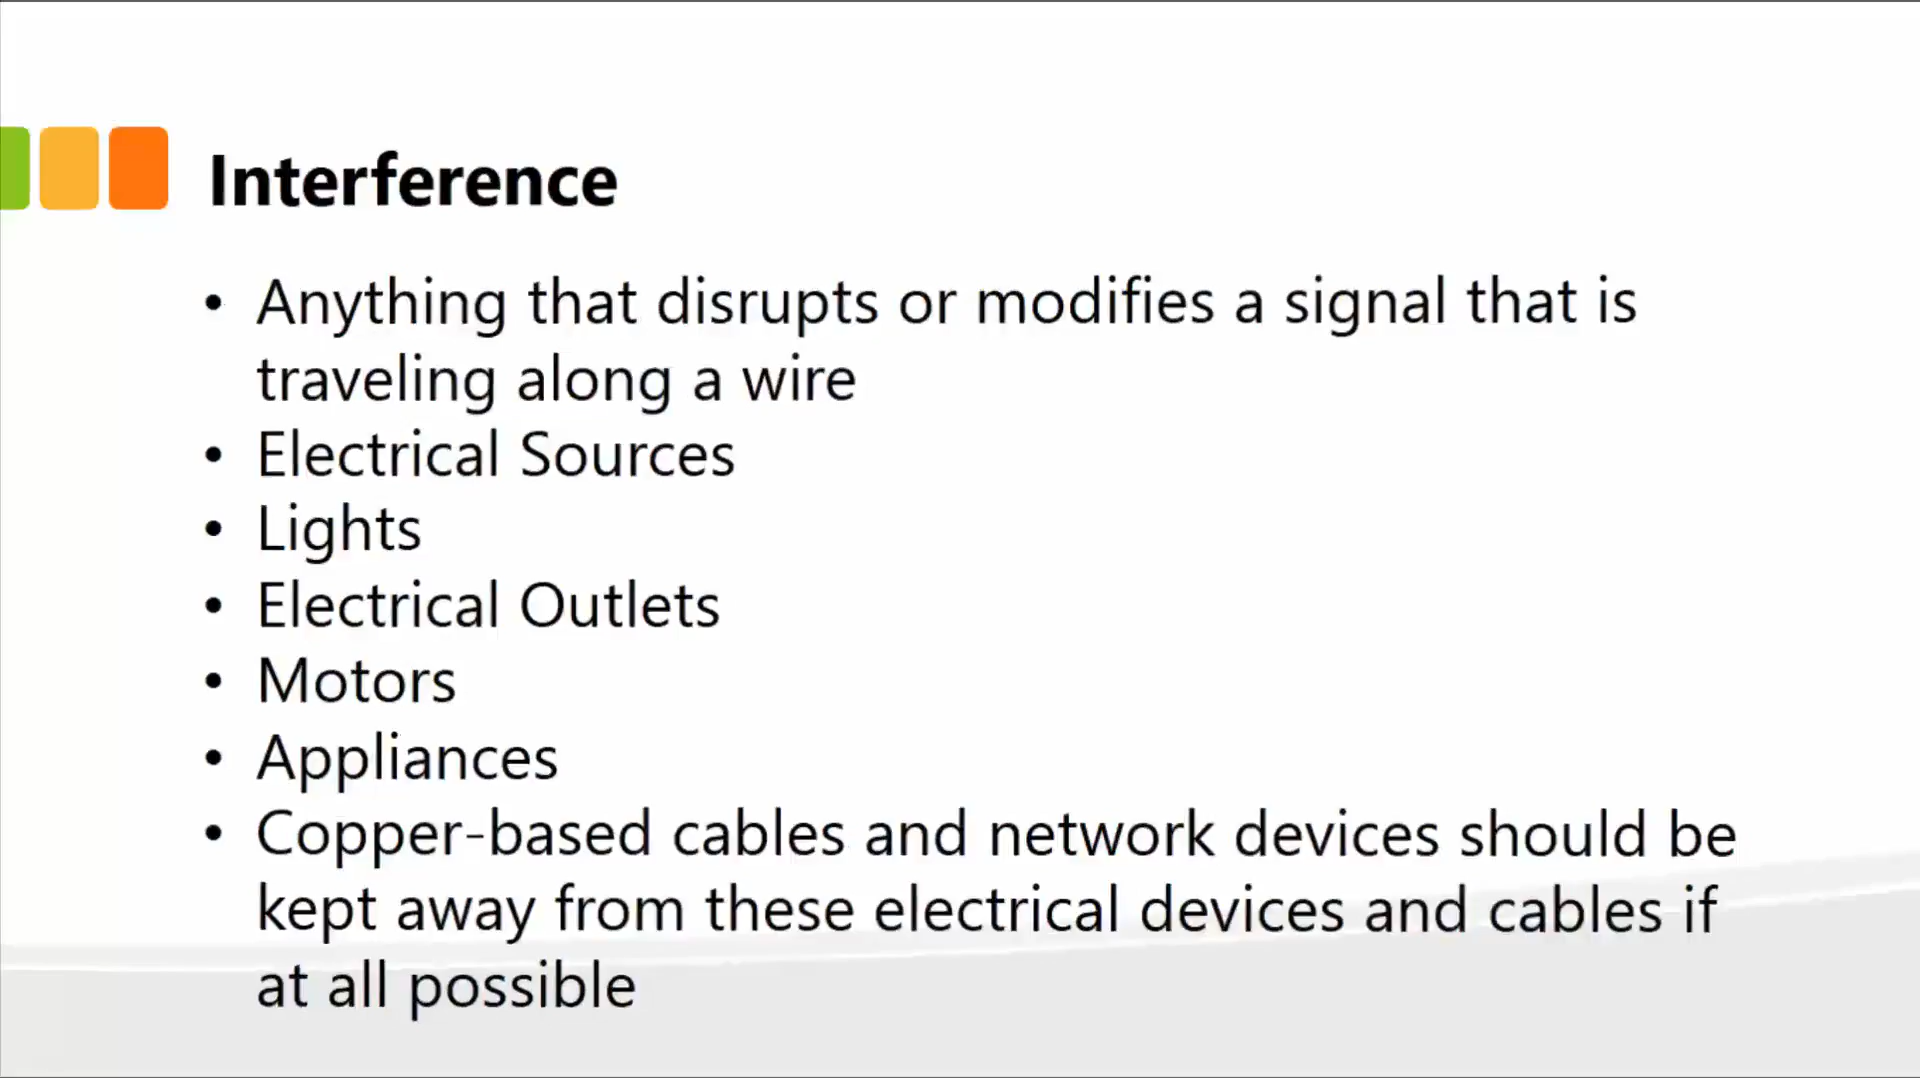 Interference
• Anything that disrupts or modifies a signal that is
traveling along a wire
• Electrical Sources
• Lights
• Electrical Outlets
• Motors
• Appliances
• Copper-based cables and network devices should be
kept away from these electrical devices and cables if
at all possible